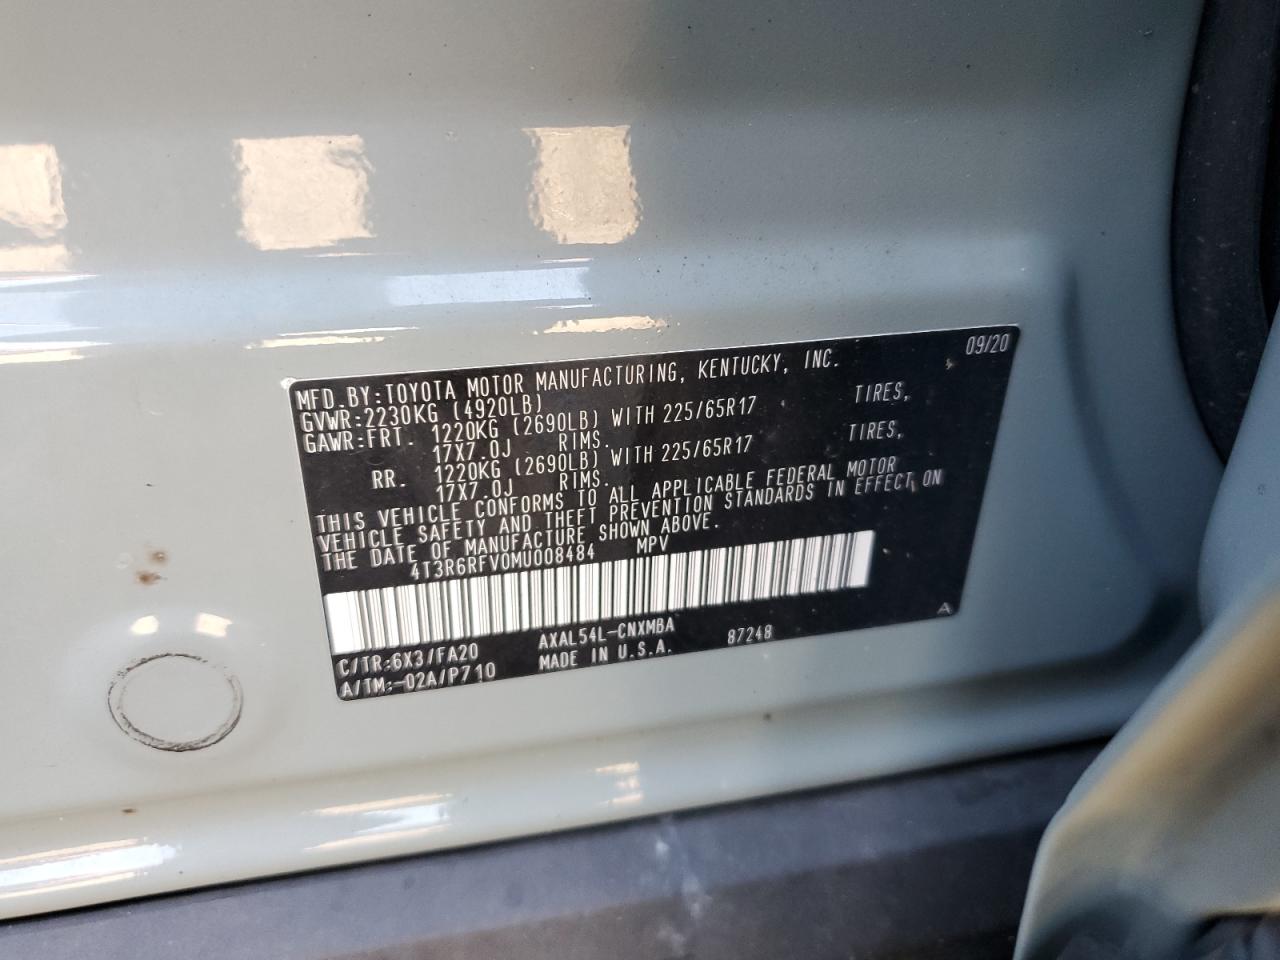 09/20
MFD. BY: TOYOTA MOTOR MANUFACTURING, KENTUCKY, INC.
GVWR: 2230KG (4920LB)
GAWR: FRT. 1220KG (2690LB) WITH 225/65R17 TIRES,
17X7.0J RIMS.
RR. 1220KG (2690LB) WITH 225/65R17 TIRES,
17X7.0J RIMS.
THIS VEHICLE CONFORMS TO ALL APPLICABLE FEDERAL MOTOR
VEHICLE SAFETY AND THEFT PREVENTION STANDARDS IN EFFECT ON
THE DATE OF MANUFACTURE SHOWN ABOVE.
4T3R6RFV0MU008484 MPV
A
C/TR:6X3/FA20 AXAL54L-CNXMBA 87248
A/TM:-02A/P710 MADE IN U.S.A.